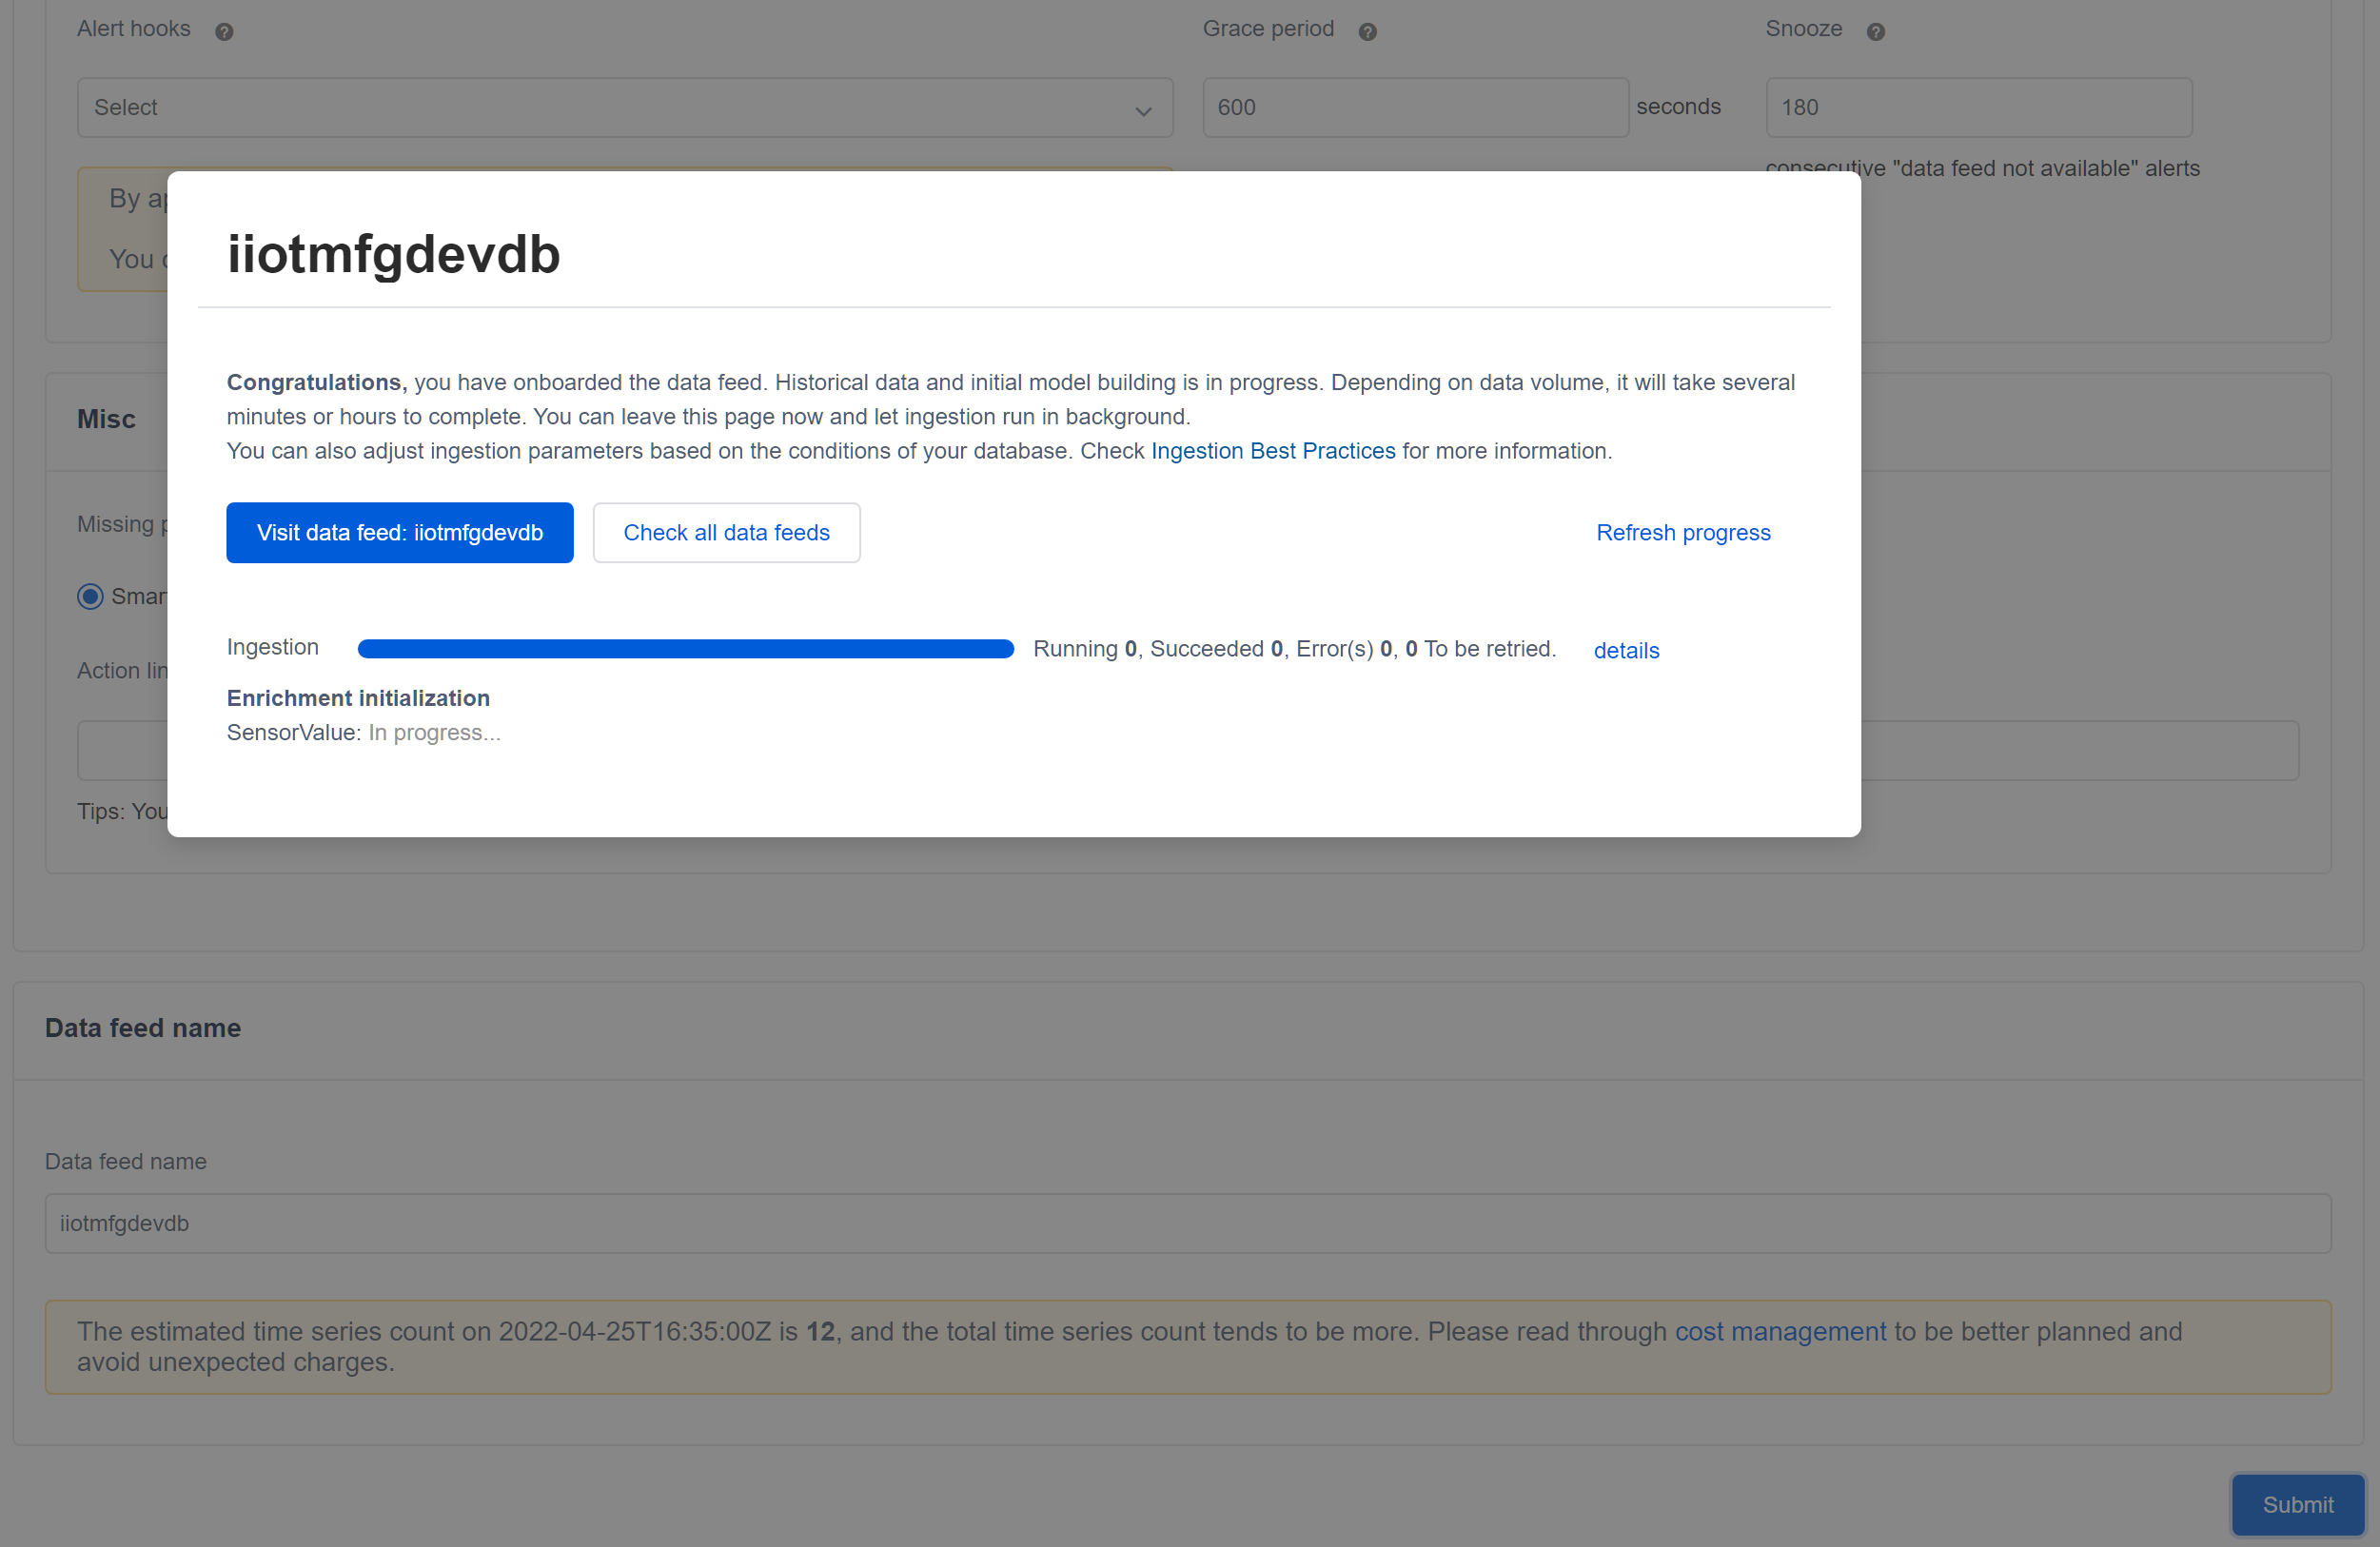 Alert hooks ? Grace period ? Snooze ?
Select 600 seconds 180
consecutive "data feed not available" alerts
By
You
iiotmfgdevdb
Congratulations, you have onboarded the data feed. Historical data and initial model building is in progress. Depending on data volume, it will take several
minutes or hours to complete. You can leave this page now and let ingestion run in background.
You can also adjust ingestion parameters based on the conditions of your database. Check Ingestion Best Practices for more information.
Visit data feed: iiotmfgdevdb Check all data feeds Refresh progress
Ingestion Running 0, Succeeded 0, Error(s) 0, 0 To be retried. details
Enrichment initialization
SensorValue: In progress...
Misc
Missing
Action
Tips: You
Data feed name
Data feed name
iiotmfgdevdb
The estimated time series count on 2022-04-25T16:35:00Z is 12, and the total time series count tends to be more. Please read through cost management to be better planned and
avoid unexpected charges.
Submit